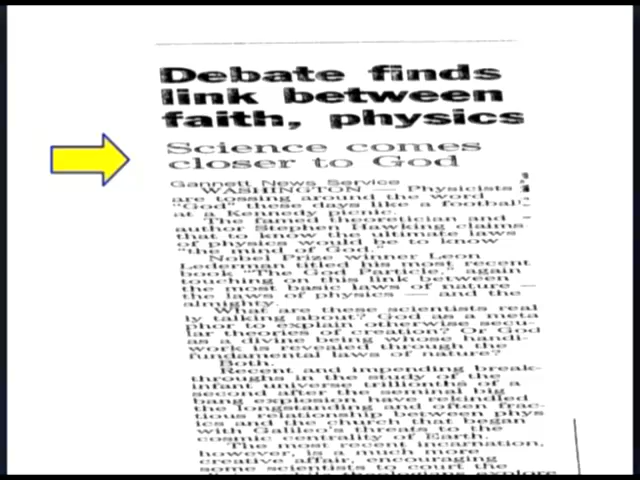 Debate finds
link between
faith, physics
Science comes
closer to God
Gannett News Service
WASHINGTON — Physicists
are tossing around the word
"God" these days like a football
at a Kennedy picnic.
The famed theoretician and
author Stephen Hawking claims
that to know the ultimate laws
of physics would be to know
"the mind of God."
Nobel Prize winner Leon
Lederman titled his most recent
book "The God Particle," again
touching on this link between
the most basic laws of nature —
the laws of physics — and the
almighty.
What are these scientists real
ly talking about? God as a meta
phor to explain otherwise secu-
lar theories of creation? Or God
as a divine being whose handi-
work is revealed through the
fundamental laws of nature?
Both.
Recent and impending break-
throughs in the study of the
infant universe trillionths of a
second after the seminal big
bang explosion have rekindled
the longstanding and often frac-
tious relationship between phys
ics and the church that began
with Galileo's threats to the
cosmic centrality of Earth.
The most recent incarnation,
however, is a much more
creative affair, encouraging
some scientists to court the